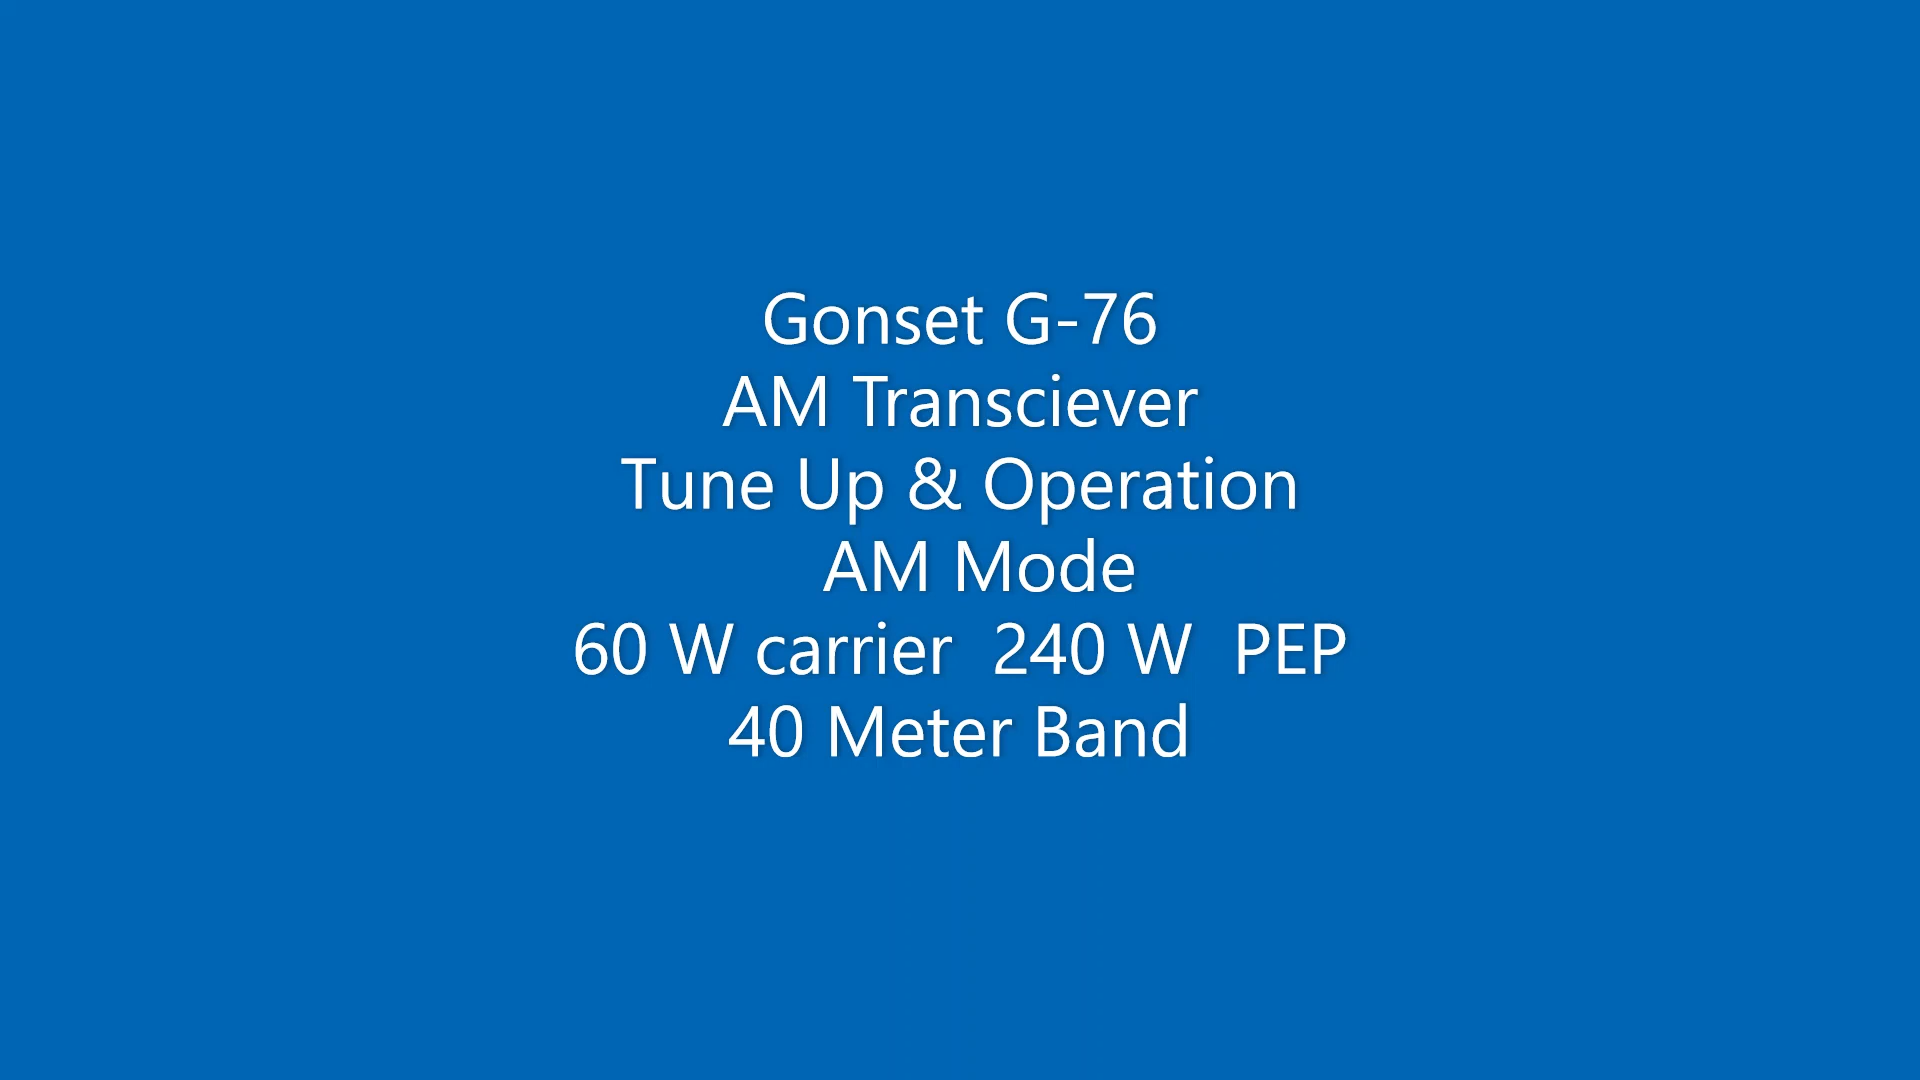 Gonset G-76
AM Transciever
Tune Up & Operation
AM Mode
60 W carrier  240 W  PEP
40 Meter Band